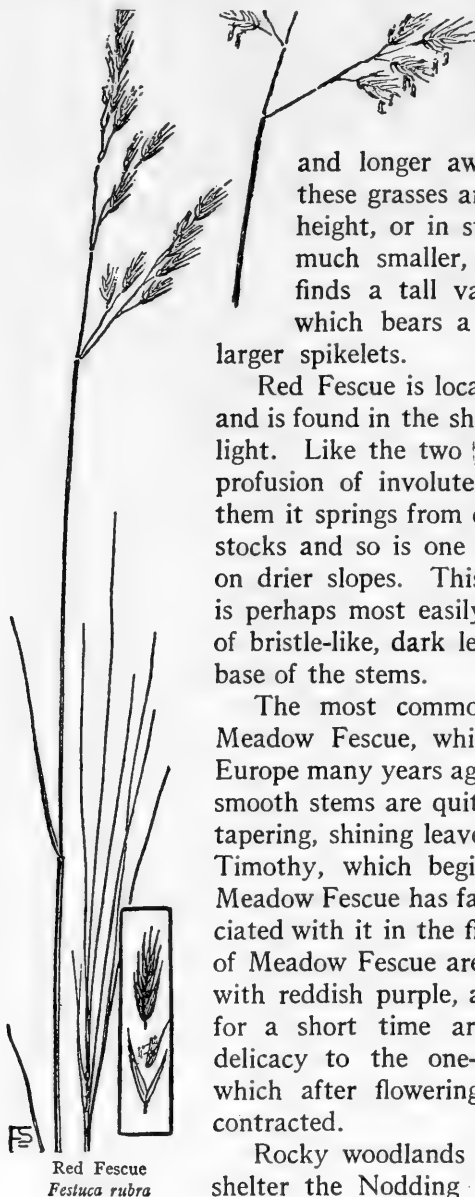 and longer aw
these grasses a
height, or in s
much smaller,
finds a tall va
which bears a
larger spikelets.
Red Fescue is loca
and is found in the sh
light. Like the two
profusion of involute
them it springs from
stocks and so is one
on drier slopes. This
is perhaps most easily
of bristle-like, dark le
base of the stems.
The most commo
Meadow Fescue, whi
Europe many years ag
smooth stems are quit
tapering, shining leave
Timothy, which begi
Meadow Fescue has fa
ciated with it in the fi
of Meadow Fescue are
with reddish purple, a
for a short time ar
delicacy to the one-
which after flowering
contracted.
Rocky woodlands
shelter the Nodding
FS
Red Fescue
Festuca rubra